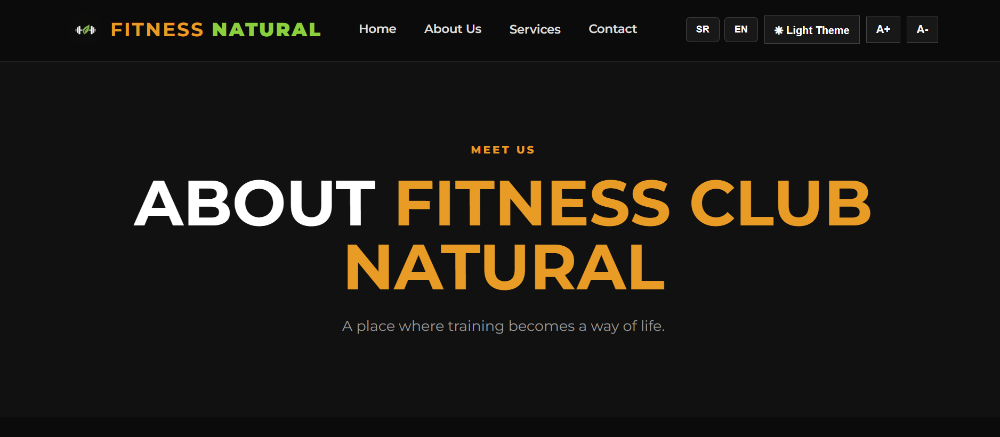 FITNESS NATURAL
Home
About Us
Services
Contact
SR
EN
Light Theme
A+
A-
MEET US
ABOUT FITNESS CLUB
NATURAL
A place where training becomes a way of life.